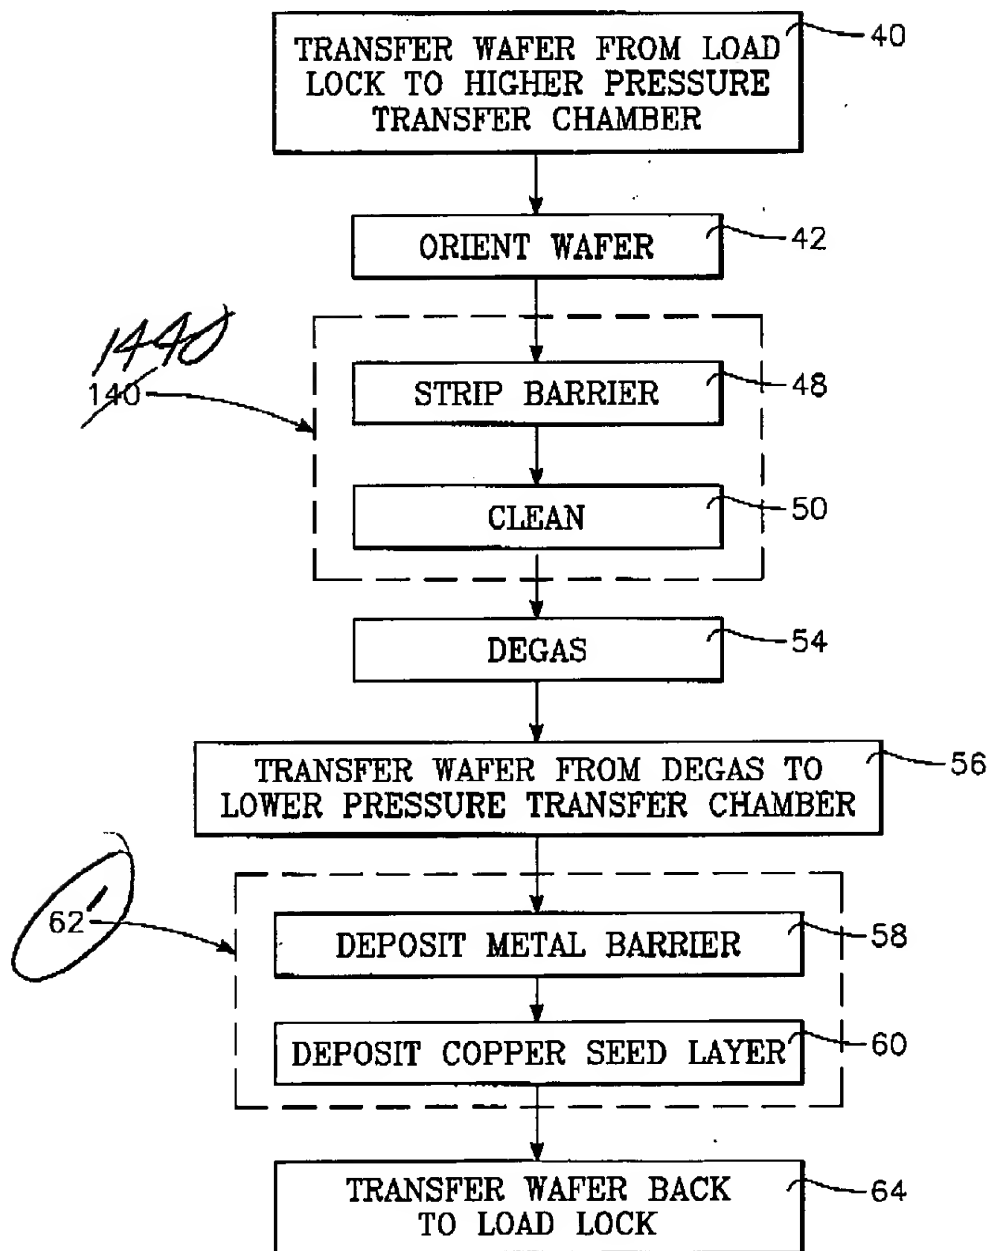 TRANSFER WAFER FROM LOAD
LOCK TO HIGHER PRESSURE
TRANSFER CHAMBER
40
ORIENT WAFER
42
1440
140
STRIP BARRIER
48
CLEAN
50
DEGAS
54
TRANSFER WAFER FROM DEGAS TO
LOWER PRESSURE TRANSFER CHAMBER
56
62'
DEPOSIT METAL BARRIER
58
DEPOSIT COPPER SEED LAYER
60
TRANSFER WAFER BACK
TO LOAD LOCK
64